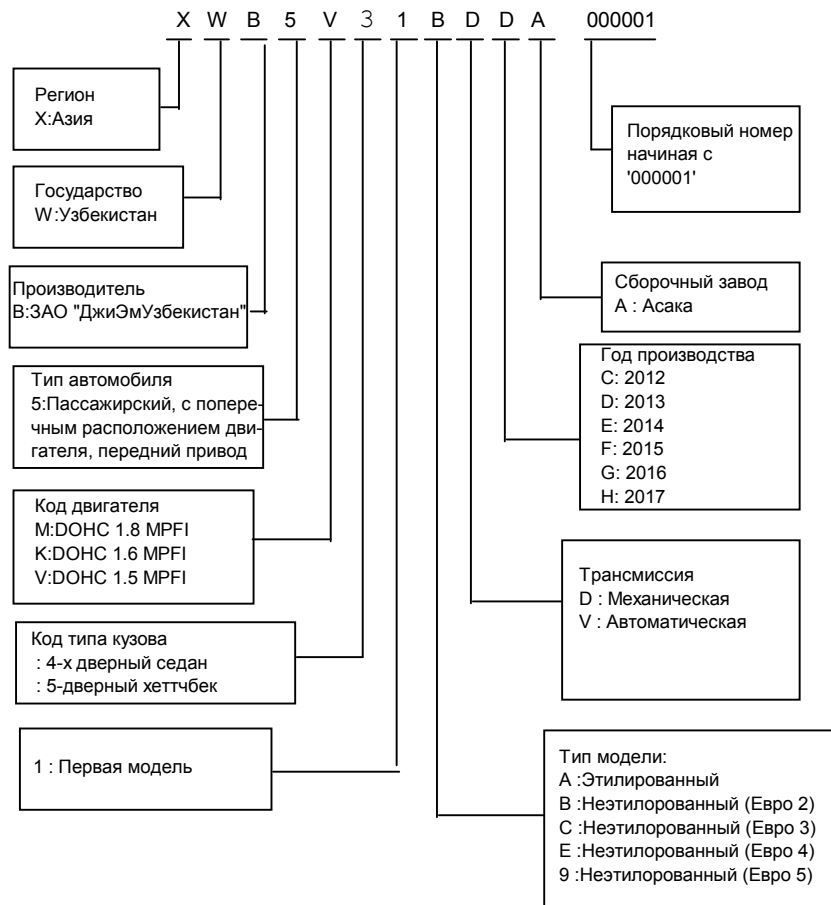 X W B 5 V 3 1 B D D A 000001
Регион
X:Азия
Государство
W:Узбекистан
Производитель
B:ЗАО "ДжиЭмУзбекистан"
Тип автомобиля
5:Пассажирский, с попере-
чным расположением дви-
гателя, передний привод
Код двигателя
M:DOHC 1.8 MPFI
K:DOHC 1.6 MPFI
V:DOHC 1.5 MPFI
Код типа кузова
: 4-х дверный седан
: 5-дверный хеттчбек
1 : Первая модель
Порядковый номер
начиная с
'000001'
Сборочный завод
A : Асака
Год производства
C: 2012
D: 2013
E: 2014
F: 2015
G: 2016
H: 2017
Трансмиссия
D : Механическая
V : Автоматическая
Тип модели:
A :Этилированный
B :Неэтилорованный (Евро 2)
C :Неэтилорованный (Евро 3)
E :Неэтилорованный (Евро 4)
9 :Неэтилорованный (Евро 5)